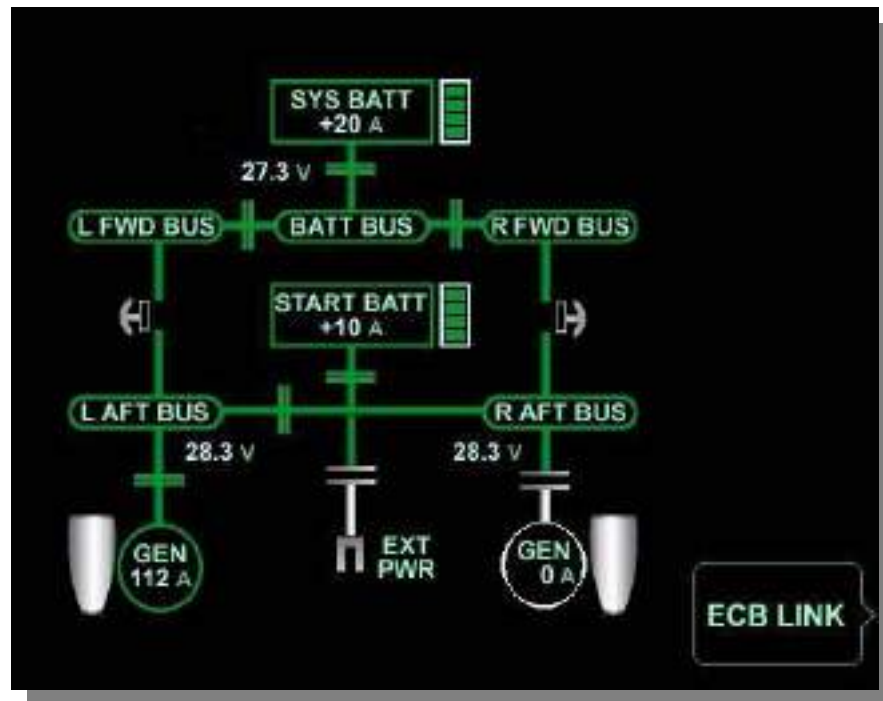 SYS BATT
+20 A
27.3 V
L FWD BUS
BATT BUS
R FWD BUS
START BATT
+10 A
L AFT BUS
R AFT BUS
28.3 V
28.3 V
GEN
112 A
EXT
PWR
GEN
0 A
ECB LINK